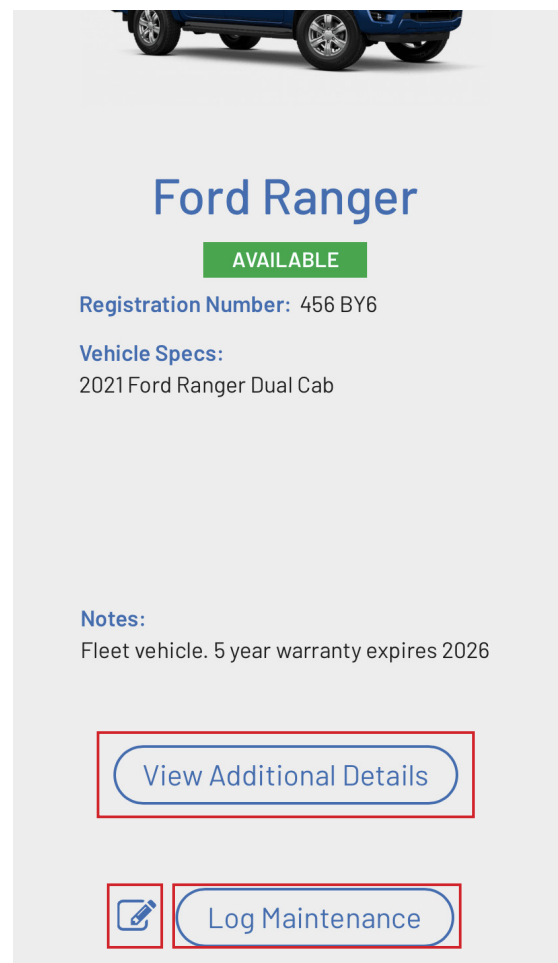 Ford Ranger
AVAILABLE
Registration Number: 456 BY6
Vehicle Specs:
2021 Ford Ranger Dual Cab
Notes:
Fleet vehicle. 5 year warranty expires 2026
View Additional Details
Log Maintenance